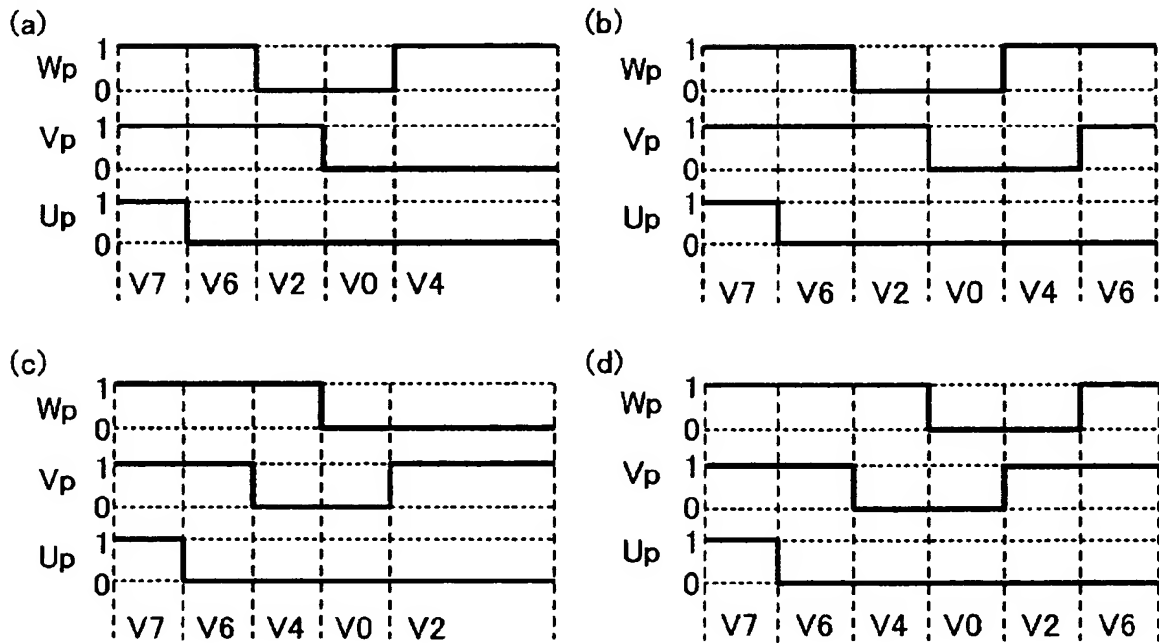 (a)
Wp 1
0
Vp 1
0
Up 1
0
V7 V6 V2 V0 V4
(b)
Wp 1
0
Vp 1
0
Up 1
0
V7 V6 V2 V0 V4 V6
(c)
Wp 1
0
Vp 1
0
Up 1
0
V7 V6 V4 V0 V2
(d)
Wp 1
0
Vp 1
0
Up 1
0
V7 V6 V4 V0 V2 V6